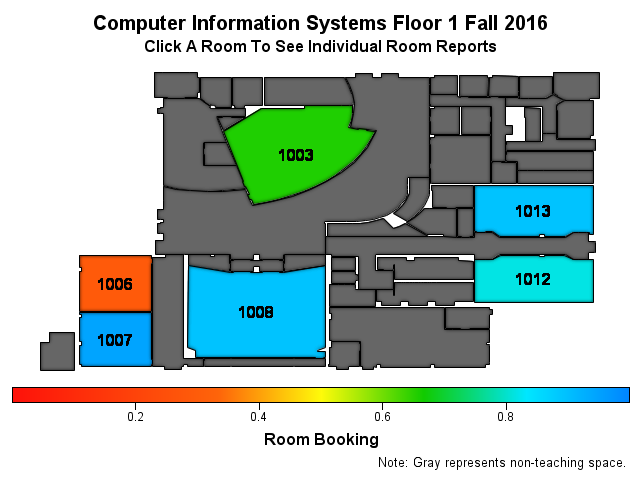 Computer Information Systems Floor 1 Fall 2016
Click A Room To See Individual Room Reports
1003
1013
1006
1012
1008
1007
0.2 0.4 0.6 0.8
Room Booking
Note: Gray represents non-teaching space.